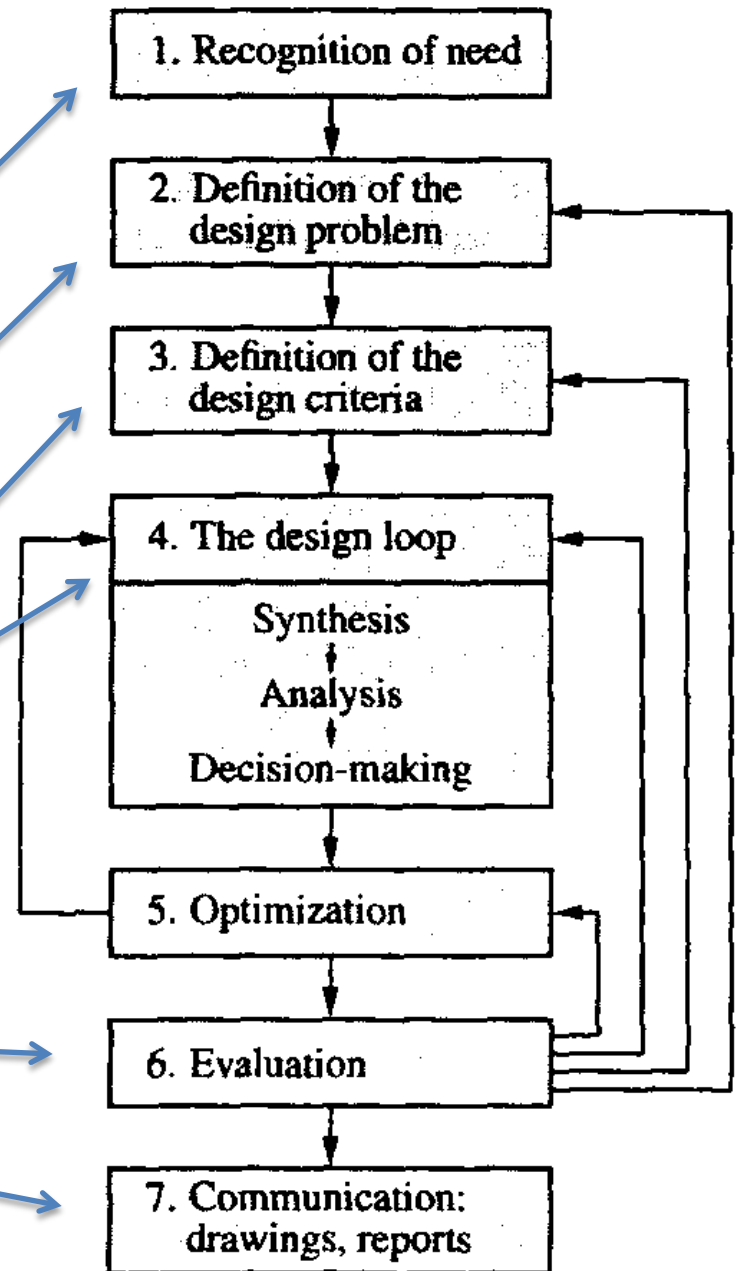 1. Recognition of need
2. Definition of the
design problem
3. Definition of the
design criteria
4. The design loop
Synthesis
Analysis
Decision-making
5. Optimization
6. Evaluation
7. Communication:
drawings, reports